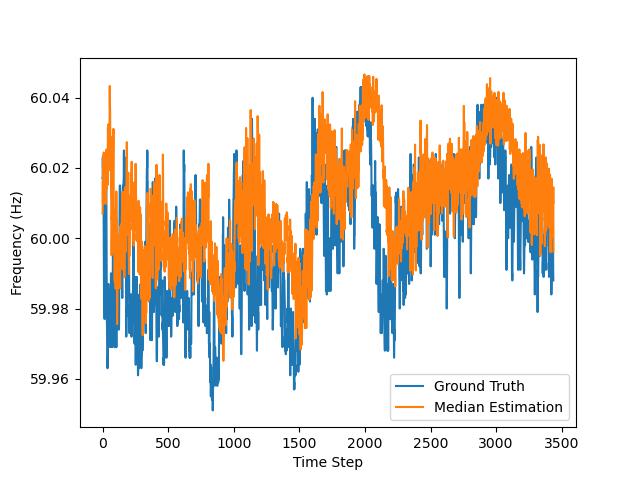 60.04
60.02
60.00
59.98
59.96
Frequency (Hz)
Ground Truth
Median Estimation
0 500 1000 1500 2000 2500 3000 3500
Time Step